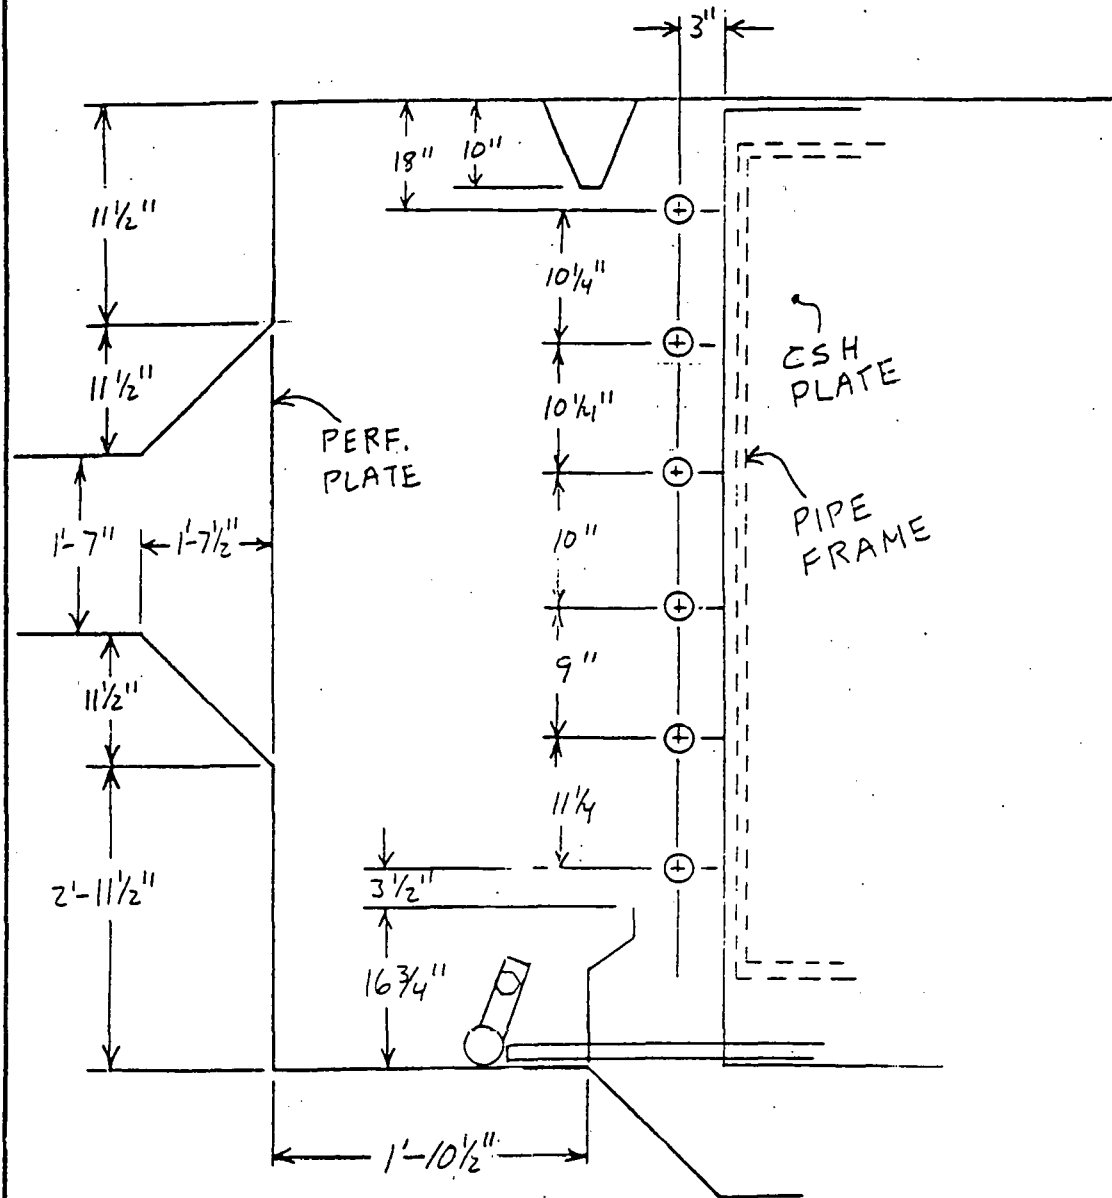 3"
18"
10"
11½"
10¼"
CSH
PLATE
11½"
10¼"
PERF.
PLATE
PIPE
FRAME
1'-7"
1'-7½"
10"
9"
11½"
11¼
3½"
2'-11½"
16¾"
1'-10½"